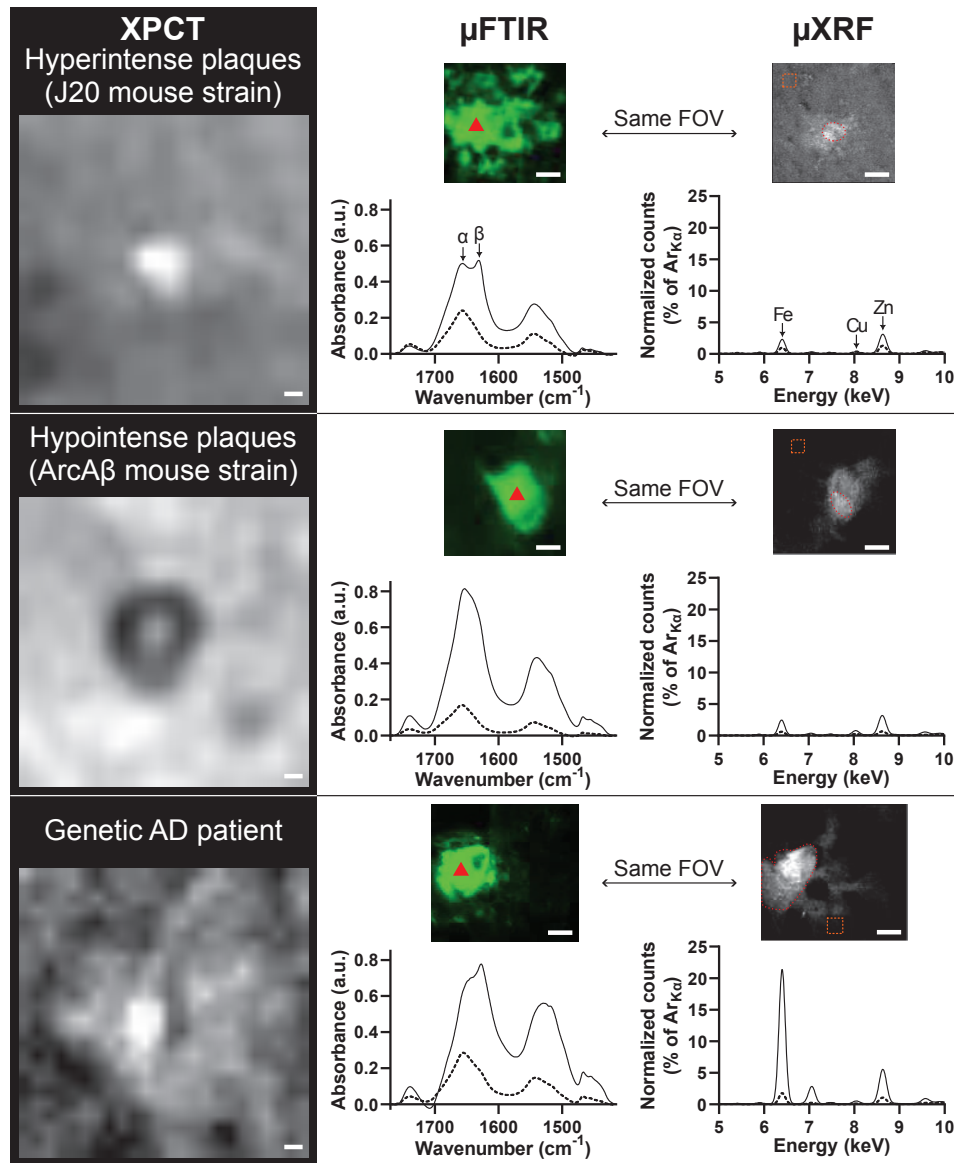 XPCT
Hyperintense plaques
(J20 mouse strain)
µFTIR
µXRF
Same FOV
Absorbance (a.u.)
0.8
0.6
0.4
0.2
0.0
α β
1700 1600 1500
Wavenumber (cm⁻¹)
Normalized counts
(% of ArKα)
25
20
15
10
5
0
Fe
Cu
Zn
5 6 7 8 9 10
Energy (keV)
Hypointense plaques
(ArcAβ mouse strain)
Same FOV
Absorbance (a.u.)
0.8
0.6
0.4
0.2
0.0
1700 1600 1500
Wavenumber (cm⁻¹)
Normalized counts
(% of ArKα)
25
20
15
10
5
0
5 6 7 8 9 10
Energy (keV)
Genetic AD patient
Same FOV
Absorbance (a.u.)
0.8
0.6
0.4
0.2
0.0
1700 1600 1500
Wavenumber (cm⁻¹)
Normalized counts
(% of ArKα)
25
20
15
10
5
0
5 6 7 8 9 10
Energy (keV)